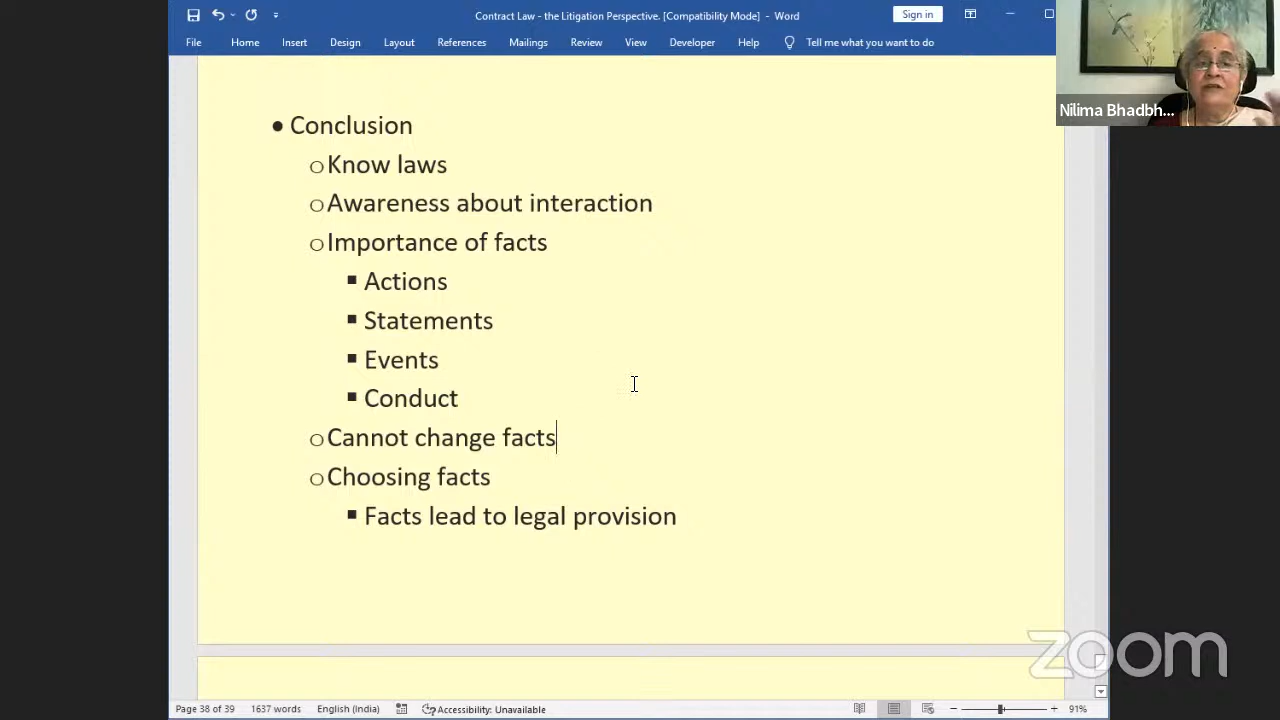 Contract Law - the Litigation Perspective. [Compatibility Mode] - Word
Sign in
File Home Insert Design Layout References Mailings Review View Developer Help Tell me what you want to do
Nilima Bhadbh...
• Conclusion
o Know laws
o Awareness about interaction
o Importance of facts
▪ Actions
▪ Statements
▪ Events
▪ Conduct
o Cannot change facts
o Choosing facts
▪ Facts lead to legal provision
zoom
Page 38 of 39 1637 words English (India) Accessibility: Unavailable 91%